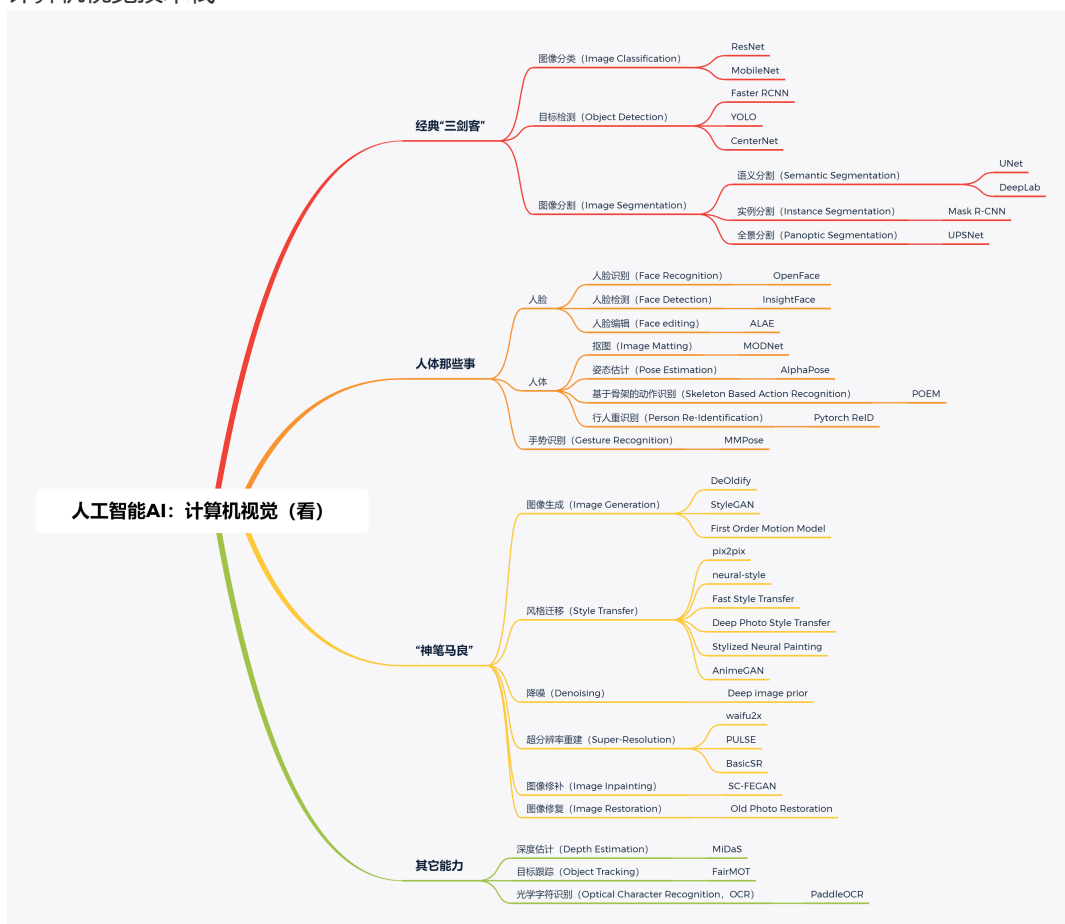 经典“三剑客”
图像分类（Image Classification）
ResNet
MobileNet
目标检测（Object Detection）
Faster RCNN
YOLO
CenterNet
图像分割（Image Segmentation）
语义分割（Semantic Segmentation）
UNet
DeepLab
实例分割（Instance Segmentation）
Mask R-CNN
全景分割（Panoptic Segmentation）
UPSNet
人体那些事
人脸
人脸识别（Face Recognition）
OpenFace
人脸检测（Face Detection）
InsightFace
人脸编辑（Face editing）
ALAE
人体
抠图（Image Matting）
MODNet
姿态估计（Pose Estimation）
AlphaPose
基于骨架的动作识别（Skeleton Based Action Recognition）
POEM
行人重识别（Person Re-Identification）
Pytorch ReID
手势识别（Gesture Recognition）
MMPose
人工智能AI：计算机视觉（看）
“神笔马良”
图像生成（Image Generation）
DeOldify
StyleGAN
First Order Motion Model
风格迁移（Style Transfer）
pix2pix
neural-style
Fast Style Transfer
Deep Photo Style Transfer
Stylized Neural Painting
AnimeGAN
降噪（Denoising）
Deep image prior
超分辨率重建（Super-Resolution）
waifu2x
PULSE
BasicSR
图像修补（Image Inpainting）
SC-FEGAN
图像修复（Image Restoration）
Old Photo Restoration
其它能力
深度估计（Depth Estimation）
MiDaS
目标跟踪（Object Tracking）
FairMOT
光学字符识别（Optical Character Recognition，OCR）
PaddleOCR